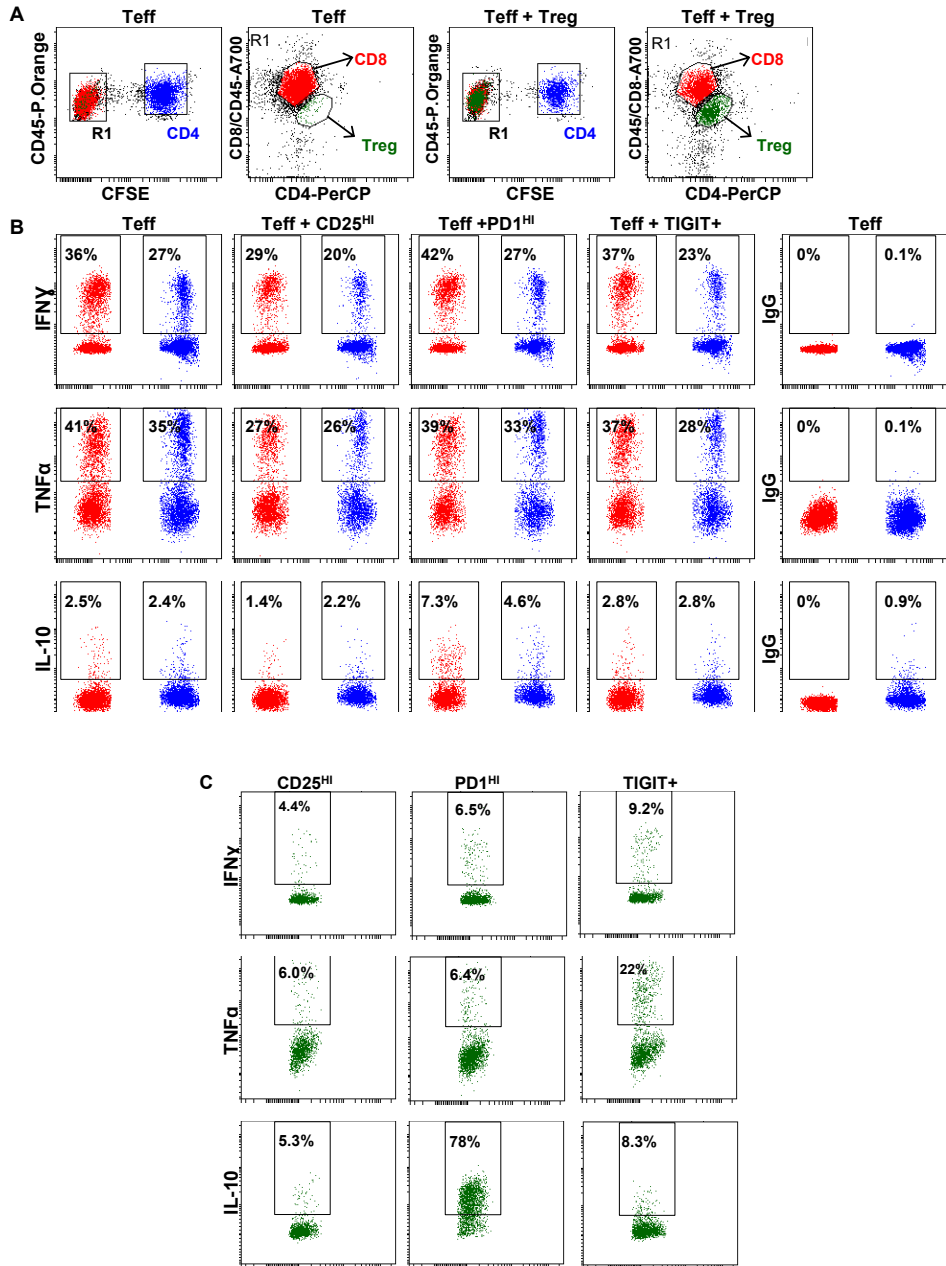 A
Teff
Teff
Teff + Treg
Teff + Treg
CD45-P.Orange
R1
CD4
CFSE
CD8/CD45-A700
R1
CD8
Treg
CD4-PerCP
CD45-P. Organge
R1
CD4
CFSE
CD45/CD8-A700
R1
CD8
Treg
CD4-PerCP
B
Teff
Teff + CD25HI
Teff +PD1HI
Teff + TIGIT+
Teff
IFNɣ
36%
27%
29%
20%
42%
27%
37%
23%
IgG
0%
0.1%
TNFα
41%
35%
27%
26%
39%
33%
37%
28%
IgG
0%
0.1%
IL-10
2.5%
2.4%
1.4%
2.2%
7.3%
4.6%
2.8%
2.8%
IgG
0%
0.9%
C
CD25HI
PD1HI
TIGIT+
IFNɣ
4.4%
6.5%
9.2%
TNFα
6.0%
6.4%
22%
IL-10
5.3%
78%
8.3%